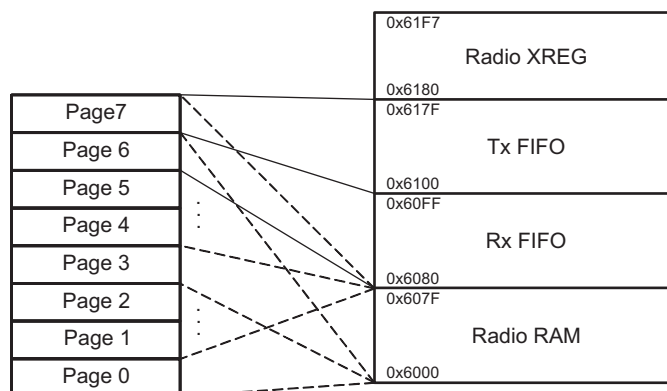 Page7
Page 6
Page 5
Page 4
Page 3
Page 2
Page 1
Page 0
0x61F7
Radio XREG
0x6180
0x617F
Tx FIFO
0x6100
0x60FF
Rx FIFO
0x6080
0x607F
Radio RAM
0x6000